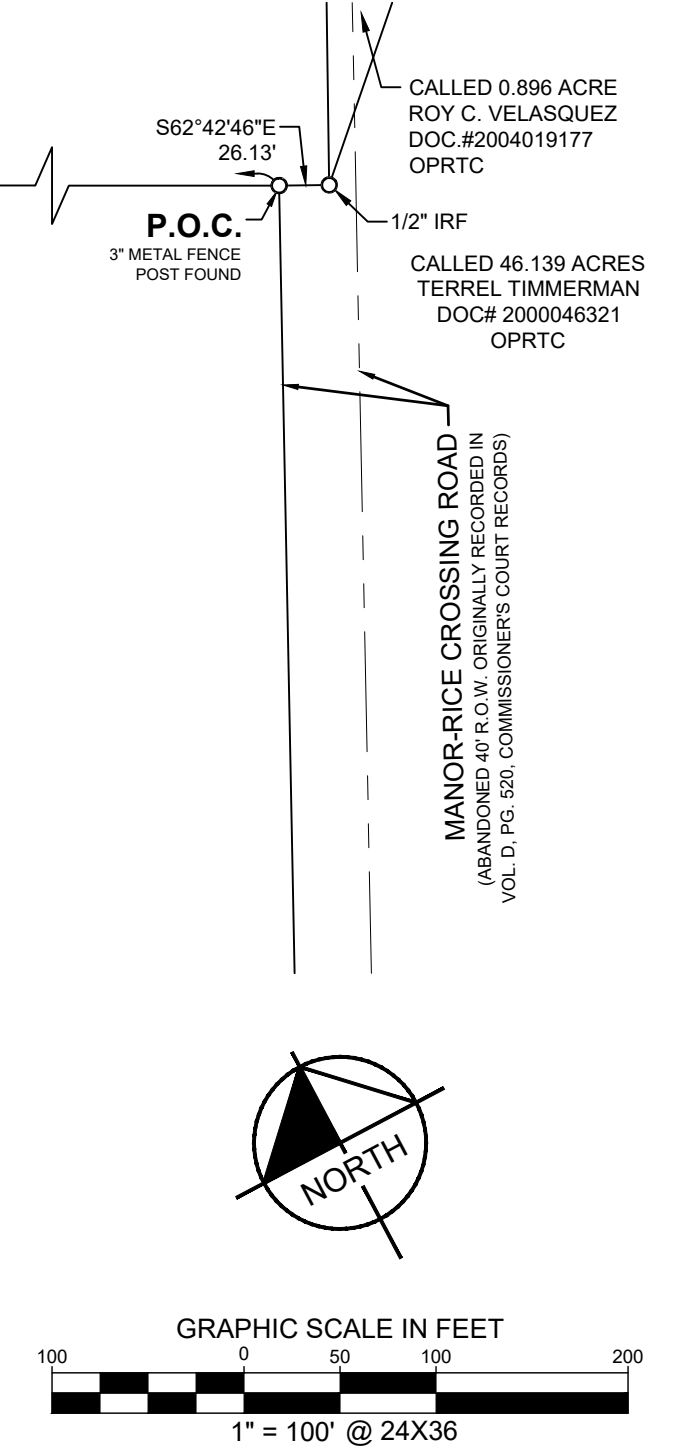 CALLED 0.896 ACRE
ROY C. VELASQUEZ
DOC.#2004019177
OPRTC
S62°42'46"E
26.13'
P.O.C.
3" METAL FENCE
POST FOUND
1/2" IRF
CALLED 46.139 ACRES
TERREL TIMMERMAN
DOC# 2000046321
OPRTC
MANOR-RICE CROSSING ROAD
(ABANDONED 40' R.O.W. ORIGINALLY RECORDED IN
VOL. D, PG. 520, COMMISSIONER'S COURT RECORDS)
NORTH
GRAPHIC SCALE IN FEET
100 0 50 100 200
1" = 100' @ 24X36